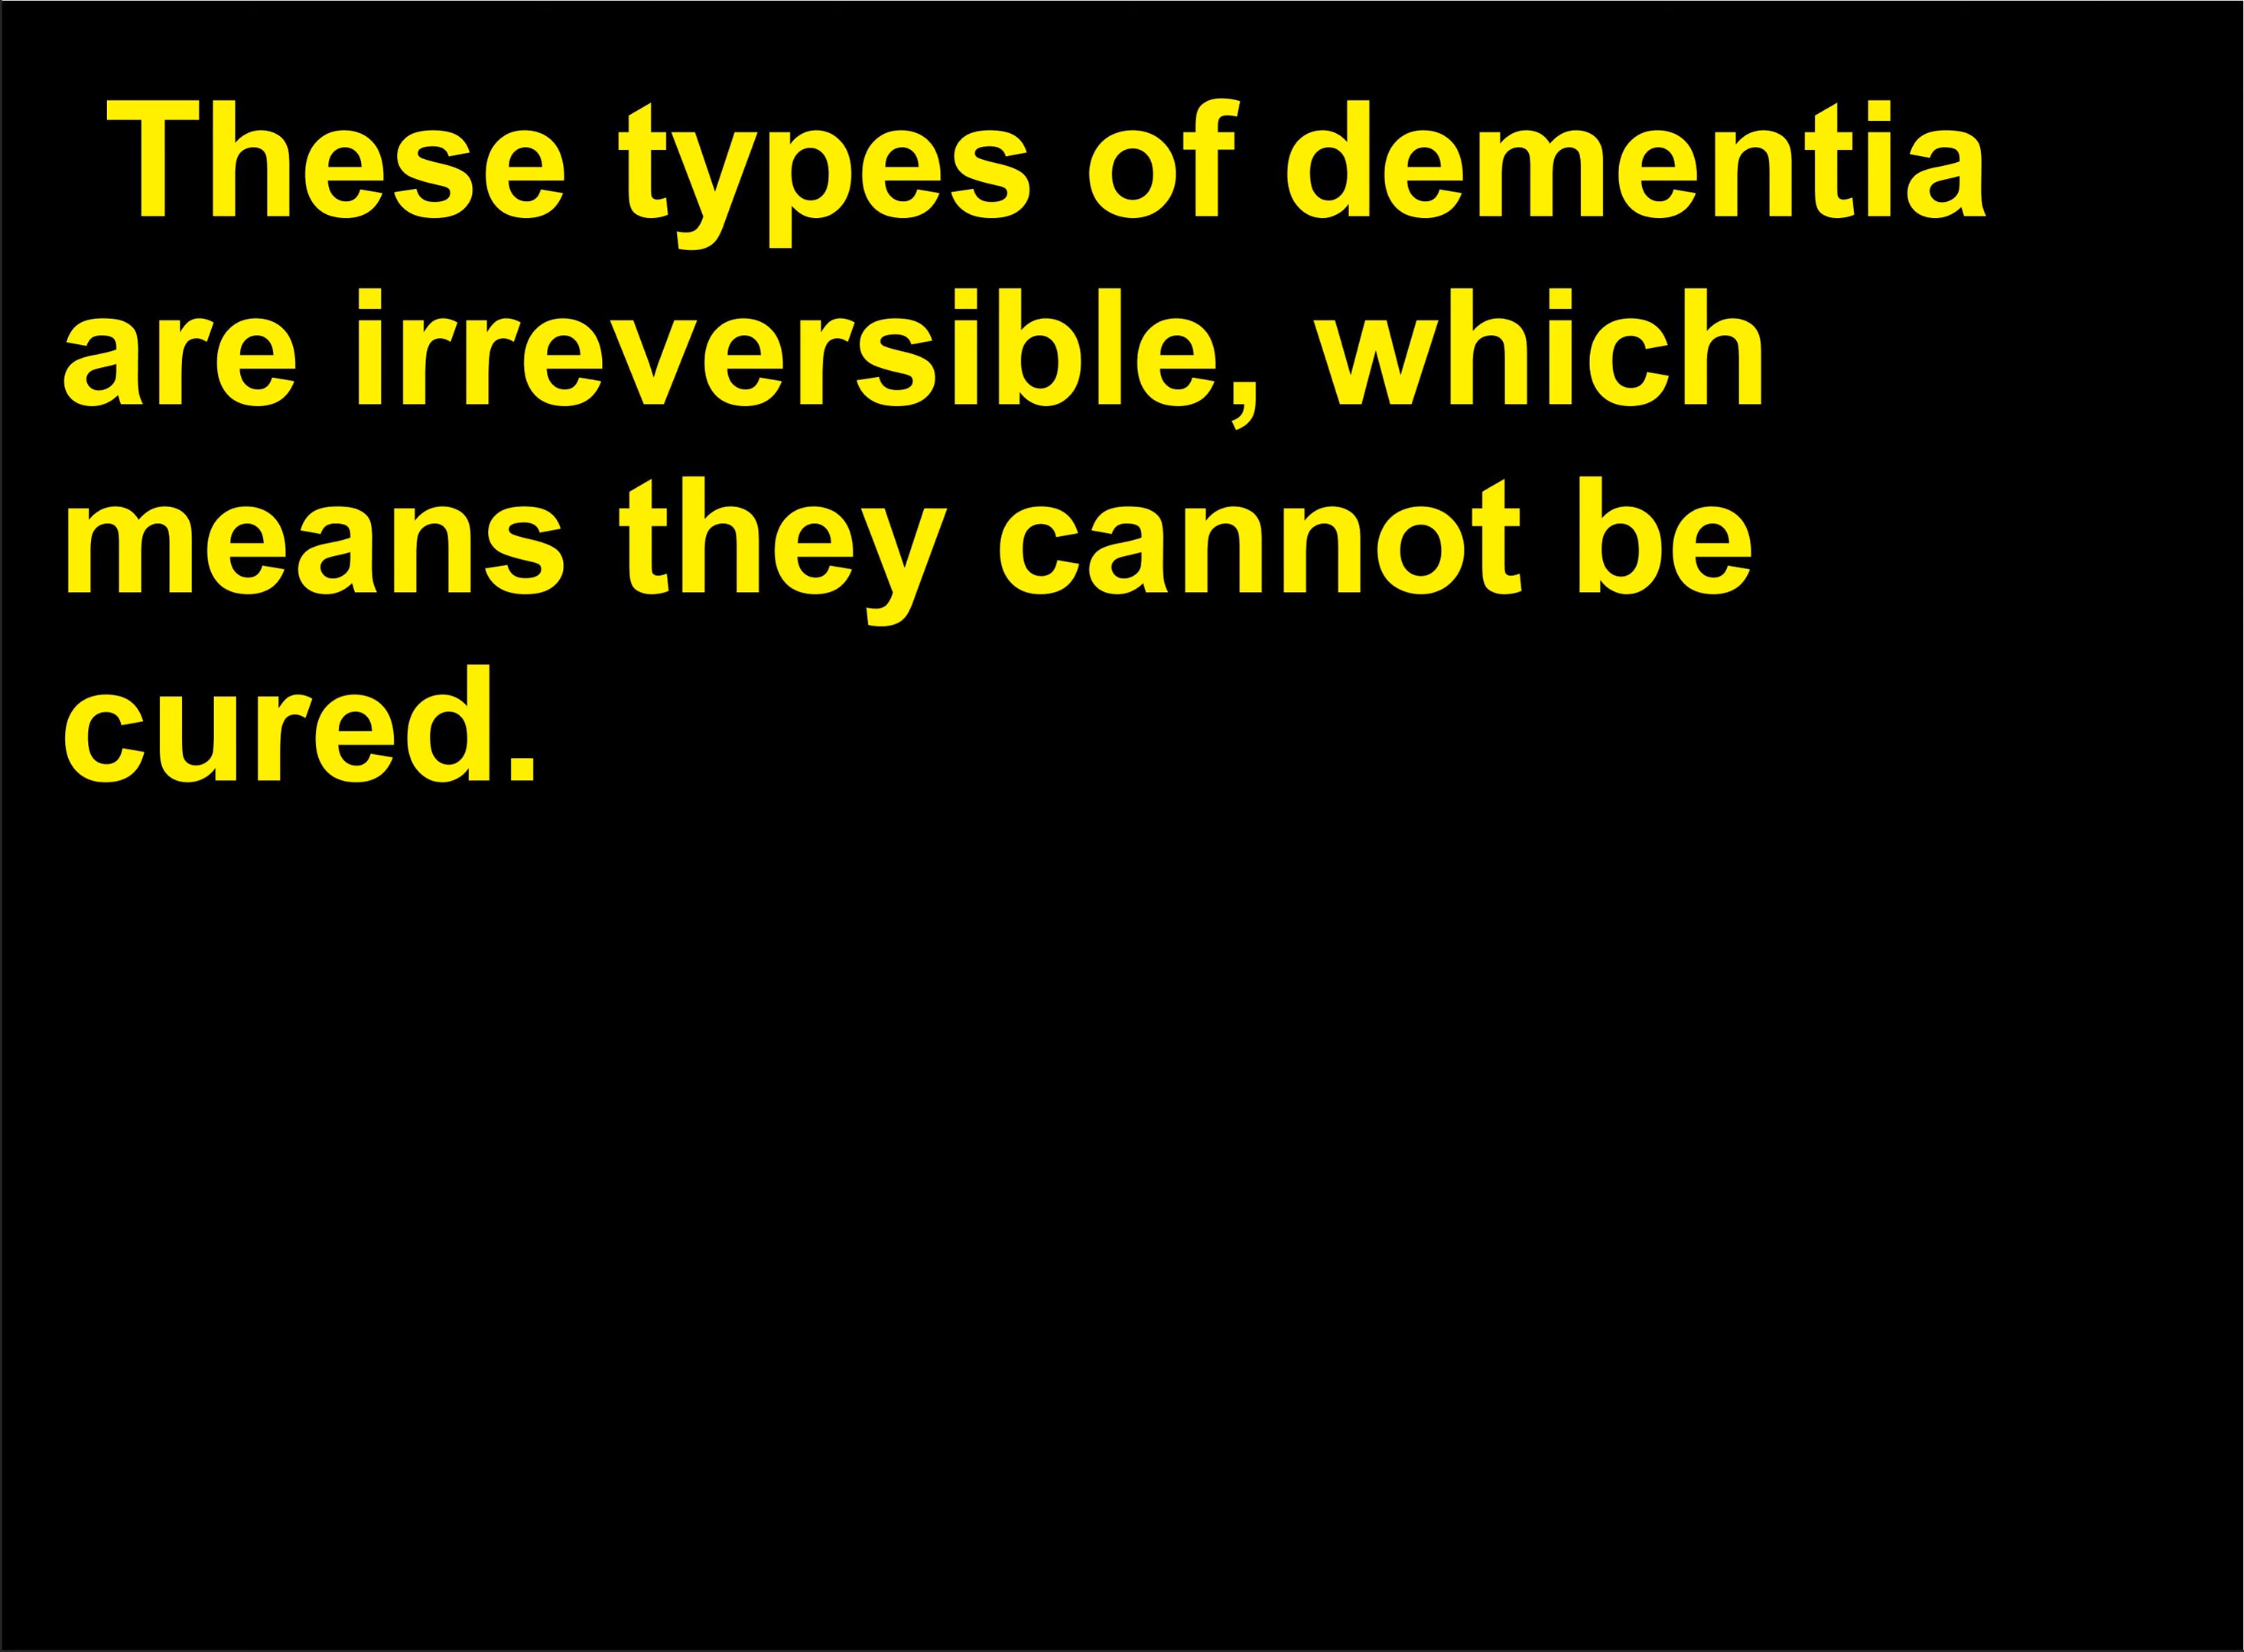 These types of dementia
are irreversible, which
means they cannot be
cured.